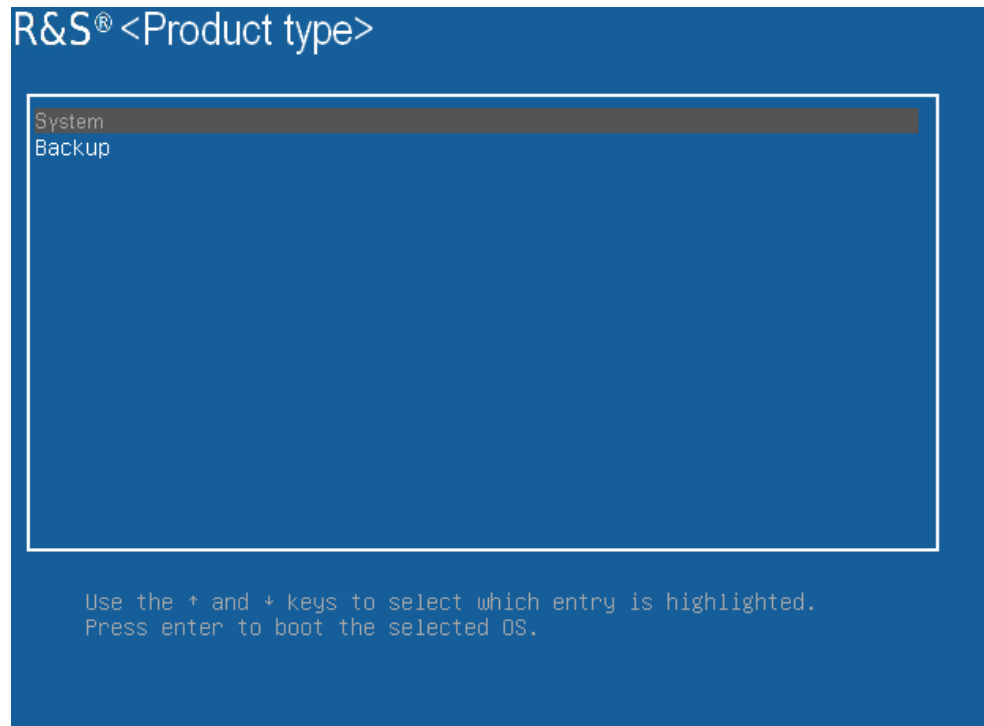 R&S® <Product type>
System
Backup
Use the ↑ and ↓ keys to select which entry is highlighted.
Press enter to boot the selected OS.